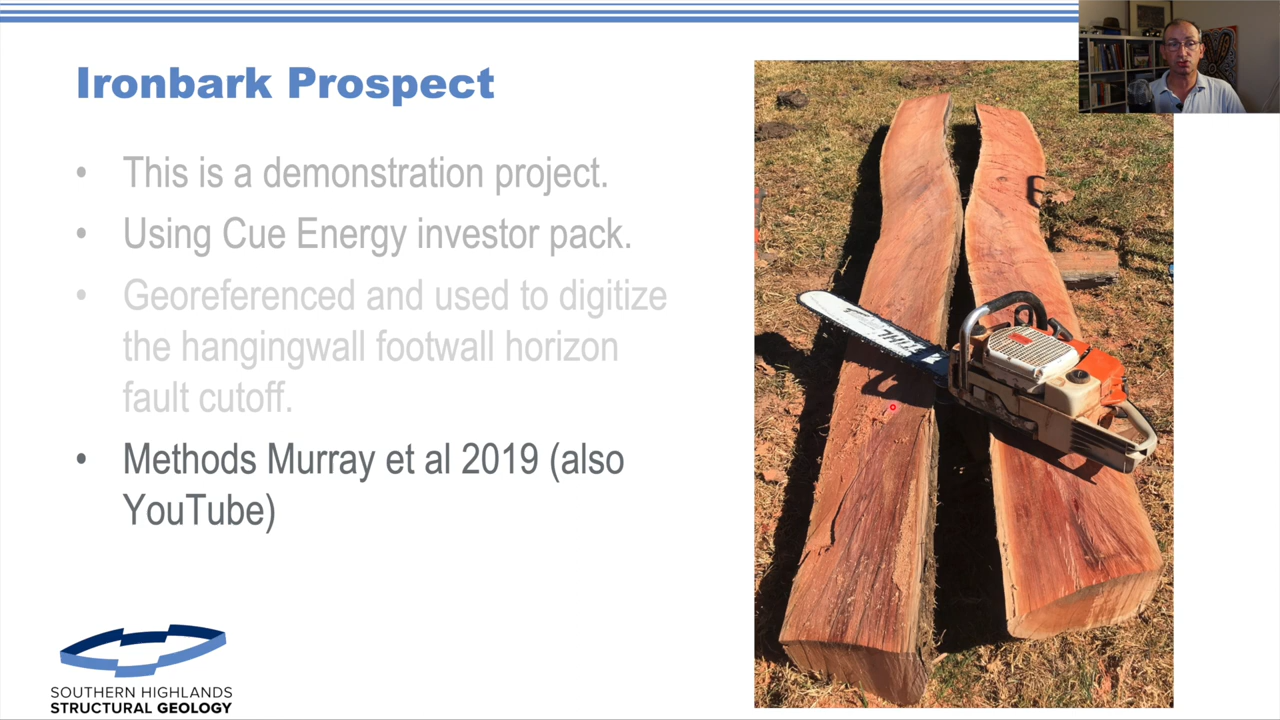 Ironbark Prospect
• This is a demonstration project.
• Using Cue Energy investor pack.
• Georeferenced and used to digitize
the hangingwall footwall horizon
fault cutoff.
• Methods Murray et al 2019 (also
YouTube)
STIHL
SOUTHERN HIGHLANDS
STRUCTURAL GEOLOGY